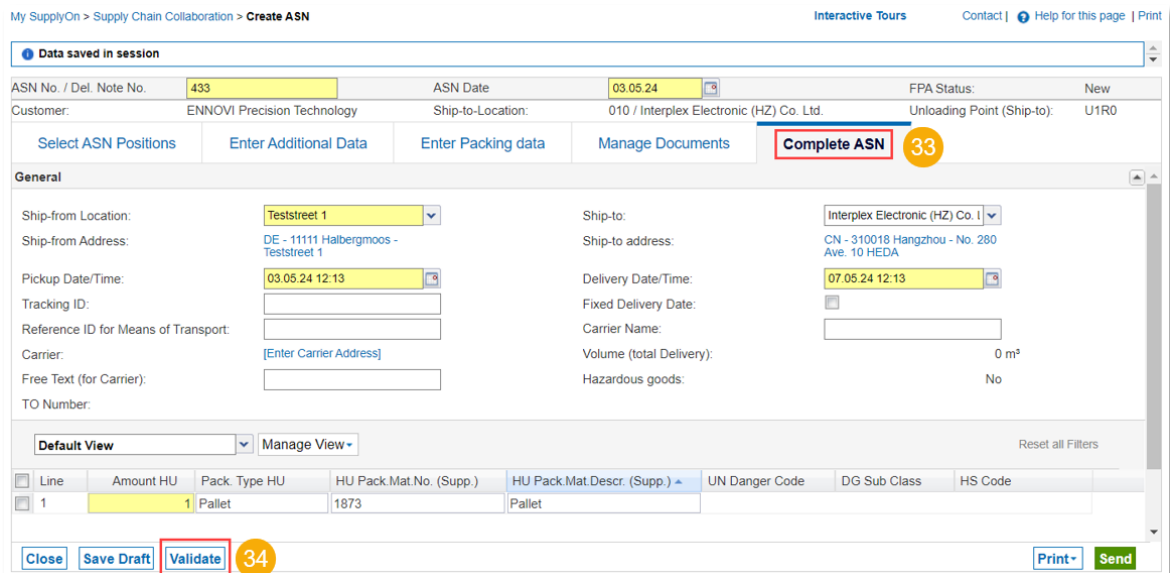 My SupplyOn > Supply Chain Collaboration > Create ASN Interactive Tours Contact | Help for this page | Print
Data saved in session
ASN No. / Del. Note No. 433 ASN Date 03.05.24 FPA Status: New
Customer: ENNOVI Precision Technology Ship-to-Location: 010 / Interplex Electronic (HZ) Co. Ltd. Unloading Point (Ship-to): U1R0
Select ASN Positions Enter Additional Data Enter Packing data Manage Documents Complete ASN 33
General
Ship-from Location: Teststreet 1 Ship-to: Interplex Electronic (HZ) Co. L
Ship-from Address: DE - 11111 Halbergmoos - Ship-to address: CN - 310018 Hangzhou - No. 280
Teststreet 1 Ave. 10 HEDA
Pickup Date/Time: 03.05.24 12:13 Delivery Date/Time: 07.05.24 12:13
Tracking ID: Fixed Delivery Date:
Reference ID for Means of Transport: Carrier Name:
Carrier: [Enter Carrier Address] Volume (total Delivery): 0 m³
Free Text (for Carrier): Hazardous goods: No
TO Number:
Default View Manage View Reset all Filters
Line Amount HU Pack. Type HU HU Pack.Mat.No. (Supp.) HU Pack.Mat.Descr. (Supp.) UN Danger Code DG Sub Class HS Code
1 1 Pallet 1873 Pallet
Close Save Draft Validate 34 Print Send